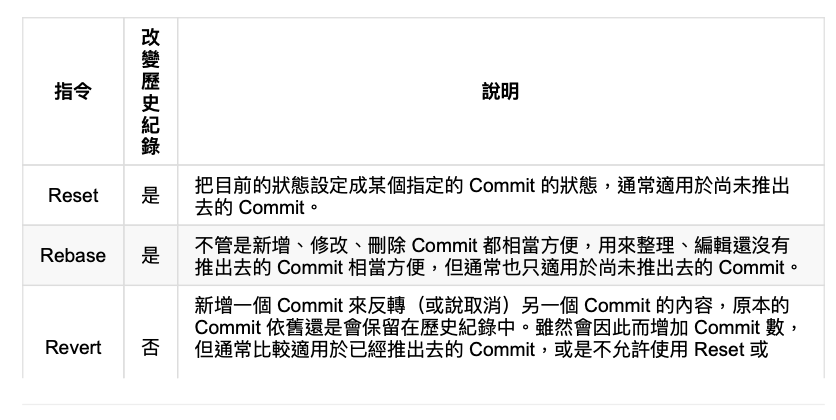 指令
改變歷史紀錄
說明
Reset
是
把目前的狀態設定成某個指定的 Commit 的狀態，通常適用於尚未推出
去的 Commit。
Rebase
是
不管是新增、修改、刪除 Commit 都相當方便，用來整理、編輯還沒有
推出去的 Commit 相當方便，但通常也只適用於尚未推出去的 Commit。
Revert
否
新增一個 Commit 來反轉（或說取消）另一個 Commit 的內容，原本的
Commit 依舊還是會保留在歷史紀錄中。雖然會因此而增加 Commit 數，
但通常比較適用於已經推出去的 Commit，或是不允許使用 Reset 或